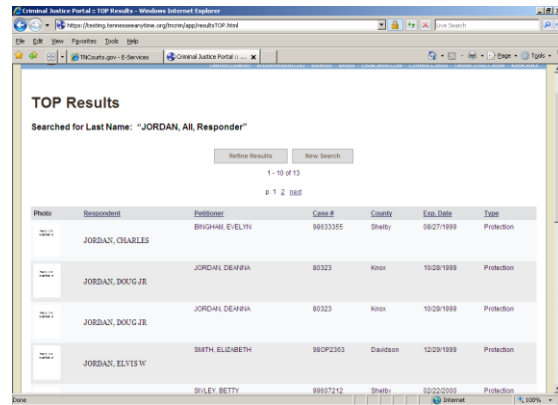 Criminal Justice Portal :: TOP Results - Windows Internet Explorer
https://testing.tennesseeanytime.org/tncrim/app/resultsTOP.html
Live Search
File Edit View Favorites Tools Help
TNCourts.gov - E-Services
Criminal Justice Portal :: ...
Page Tools
TOP Results
Searched for Last Name: "JORDAN, All, Responder"
Refine Results New Search
1 - 10 of 13
p. 1 2 next
Photo Respondent Petitioner Case # County Exp. Date Type
JORDAN, CHARLES BINGHAM, EVELYN 98633355 Shelby 08/27/1999 Protection
JORDAN, DOUG JR JORDAN, DEANNA 80323 Knox 10/28/1999 Protection
JORDAN, DOUG JR JORDAN, DEANNA 80323 Knox 10/28/1999 Protection
JORDAN, ELVIS W SMITH, ELIZABETH 98OP2363 Davidson 12/29/1999 Protection
SIVLEY, BETTY 99607212 Shelby 02/22/2000 Protection
Done Internet 100%